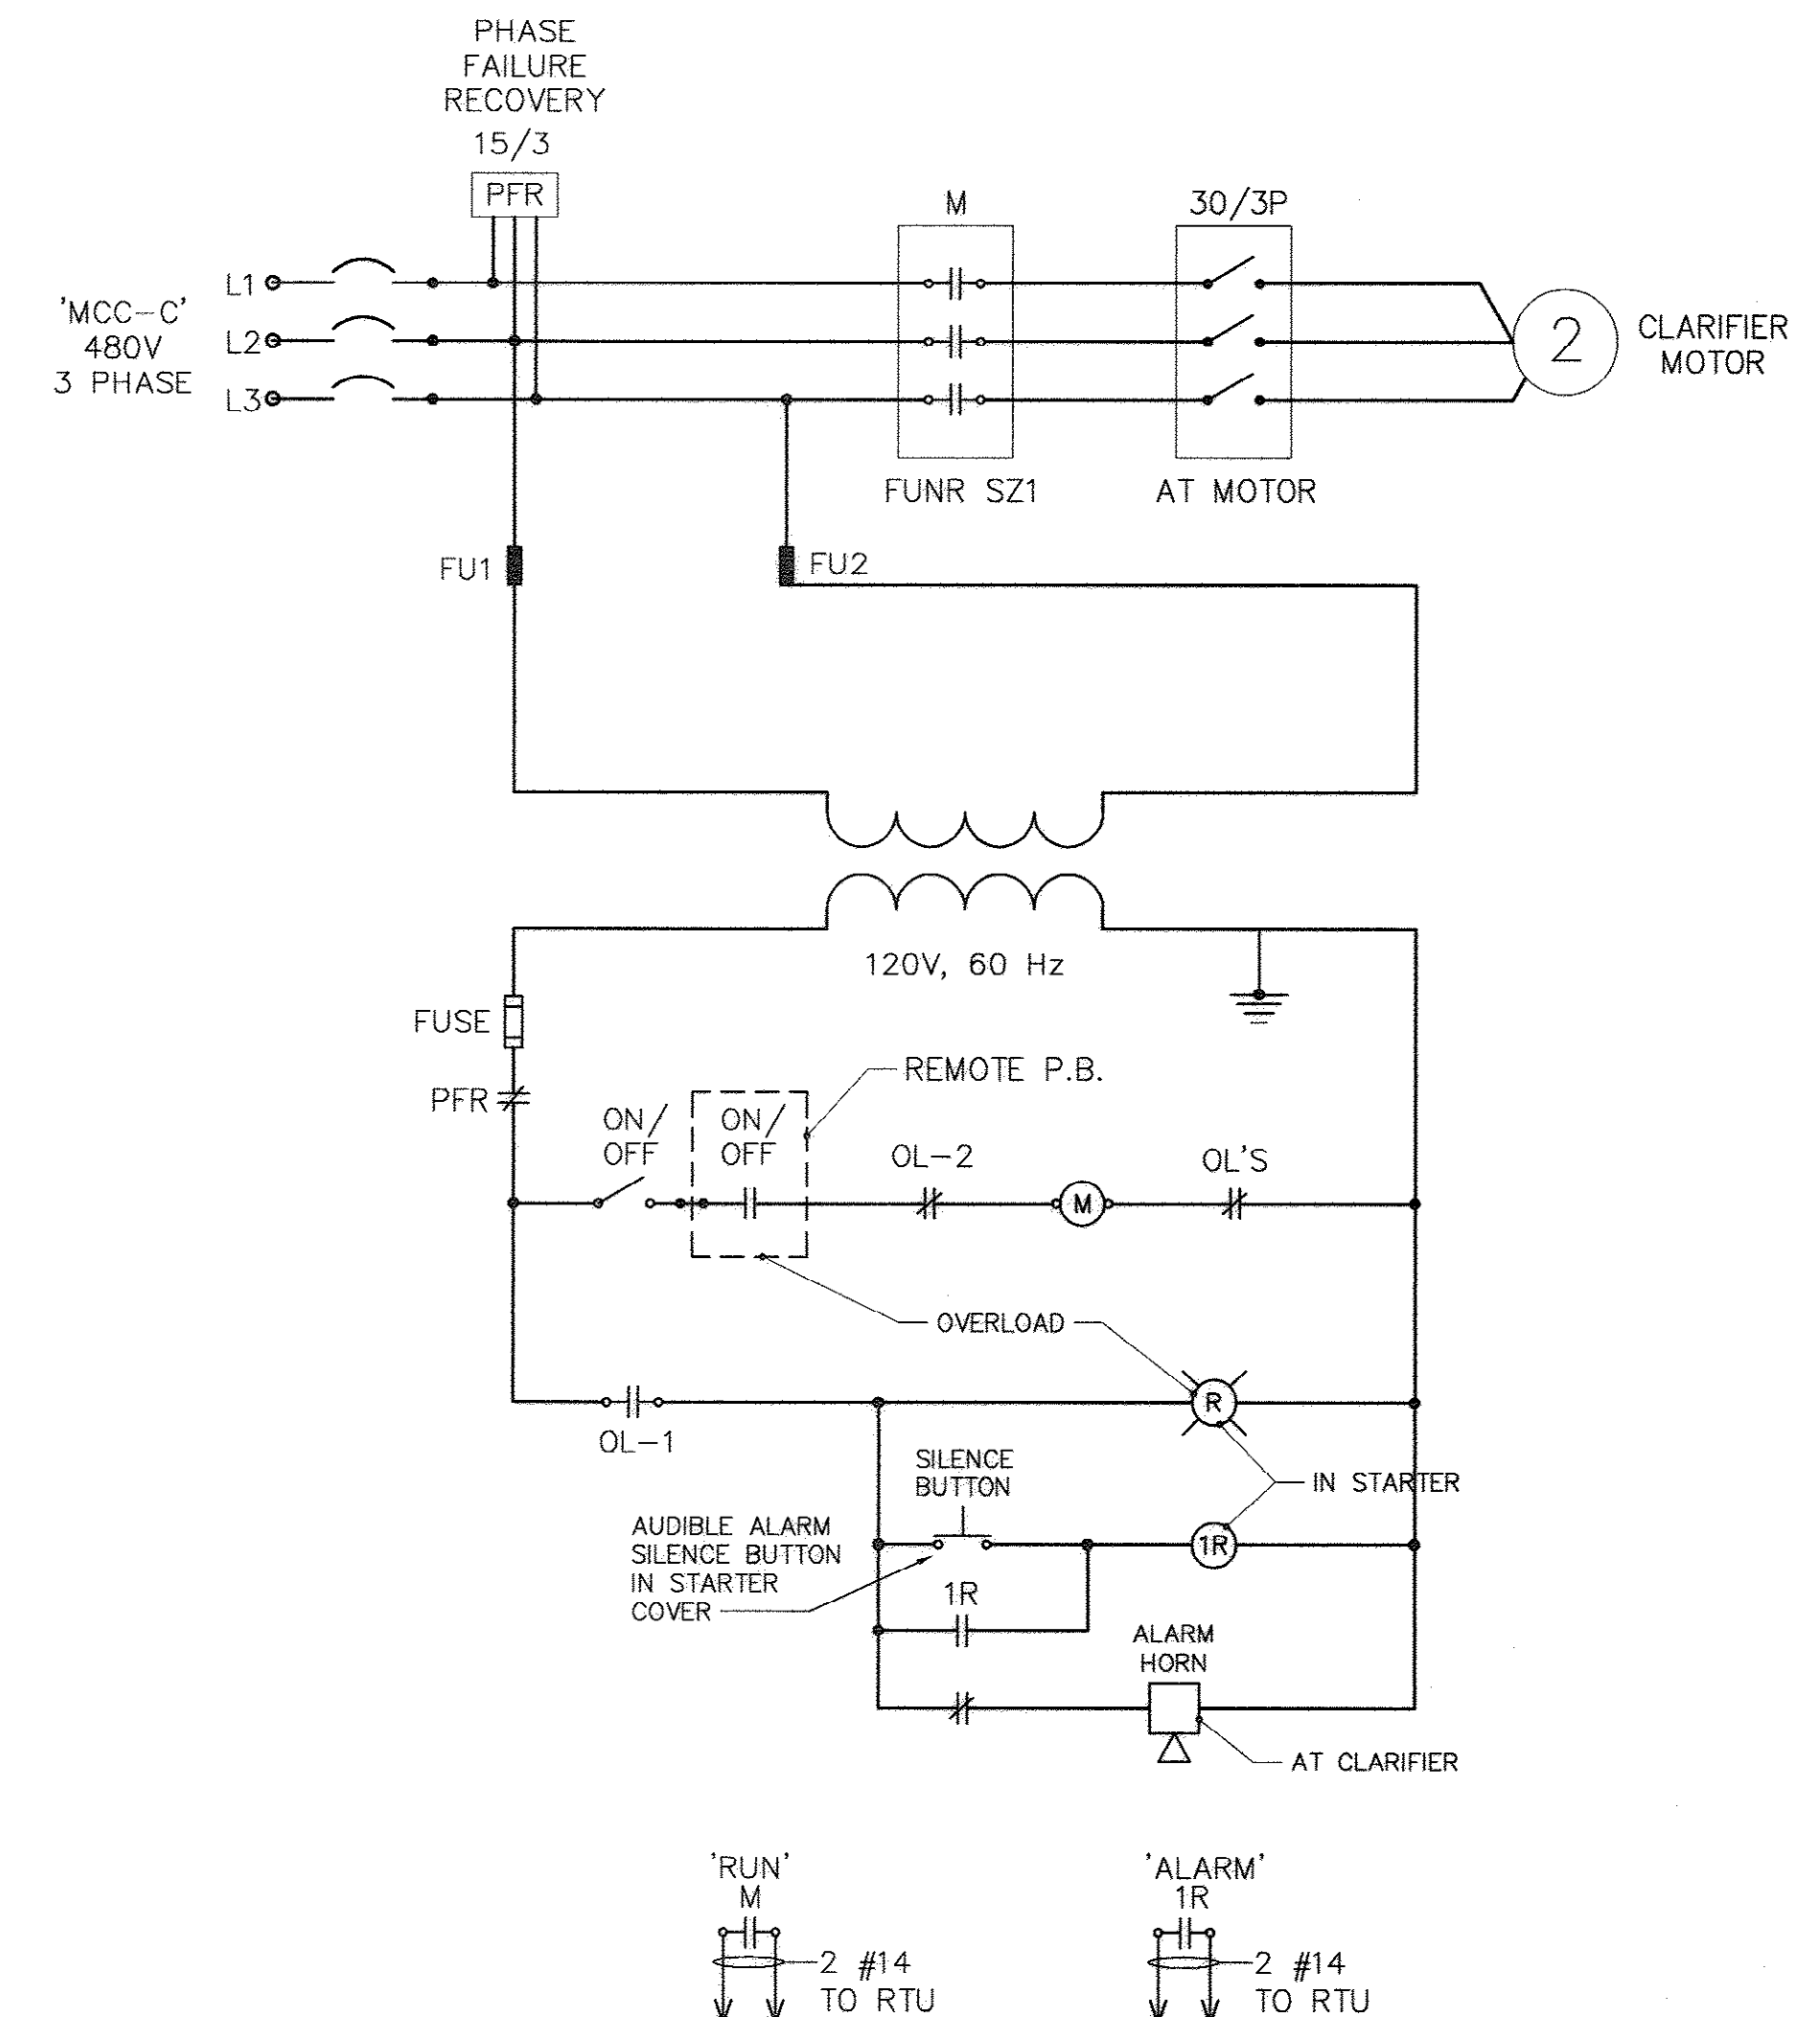 PHASE
FAILURE
RECOVERY
15/3
PFR
M
30/3P
L1
L2
L3
'MCC-C'
480V
3 PHASE
2
CLARIFIER
MOTOR
FUNR SZ1
AT MOTOR
FU1
FU2
120V, 60 Hz
FUSE
PFR
REMOTE P.B.
ON/
OFF
ON/
OFF
OL-2
M
OL'S
OVERLOAD
OL-1
R
SILENCE
BUTTON
IN STARTER
AUDIBLE ALARM
SILENCE BUTTON
IN STARTER
COVER
1R
1R
ALARM
HORN
AT CLARIFIER
'RUN'
M
2 #14
TO RTU
'ALARM'
1R
2 #14
TO RTU